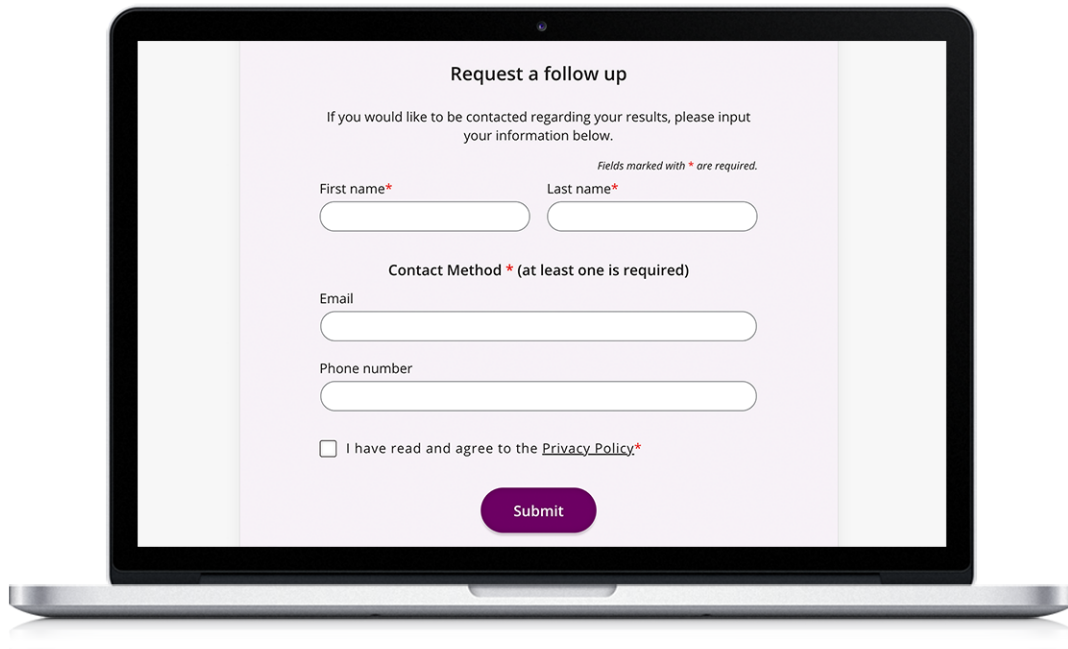 Request a follow up
If you would like to be contacted regarding your results, please input
your information below.
Fields marked with * are required.
First name* Last name*
Contact Method * (at least one is required)
Email
Phone number
I have read and agree to the Privacy Policy*
Submit